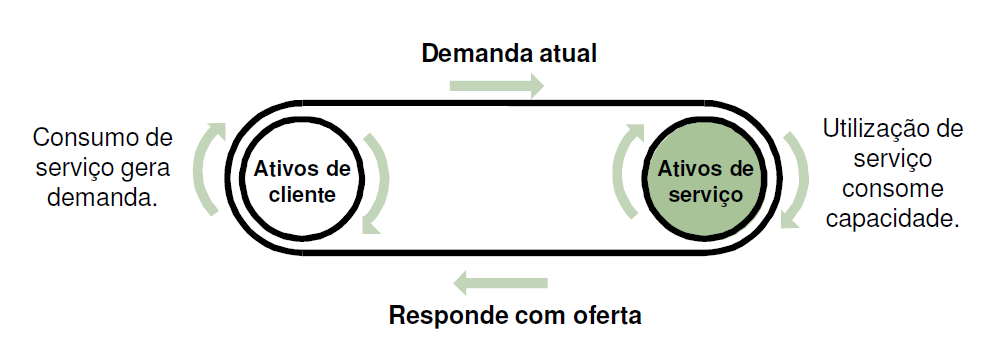 Demanda atual
Consumo de
serviço gera
demanda.
Ativos de
cliente
Ativos de
serviço
Utilização de
serviço
consome
capacidade.
Responde com oferta